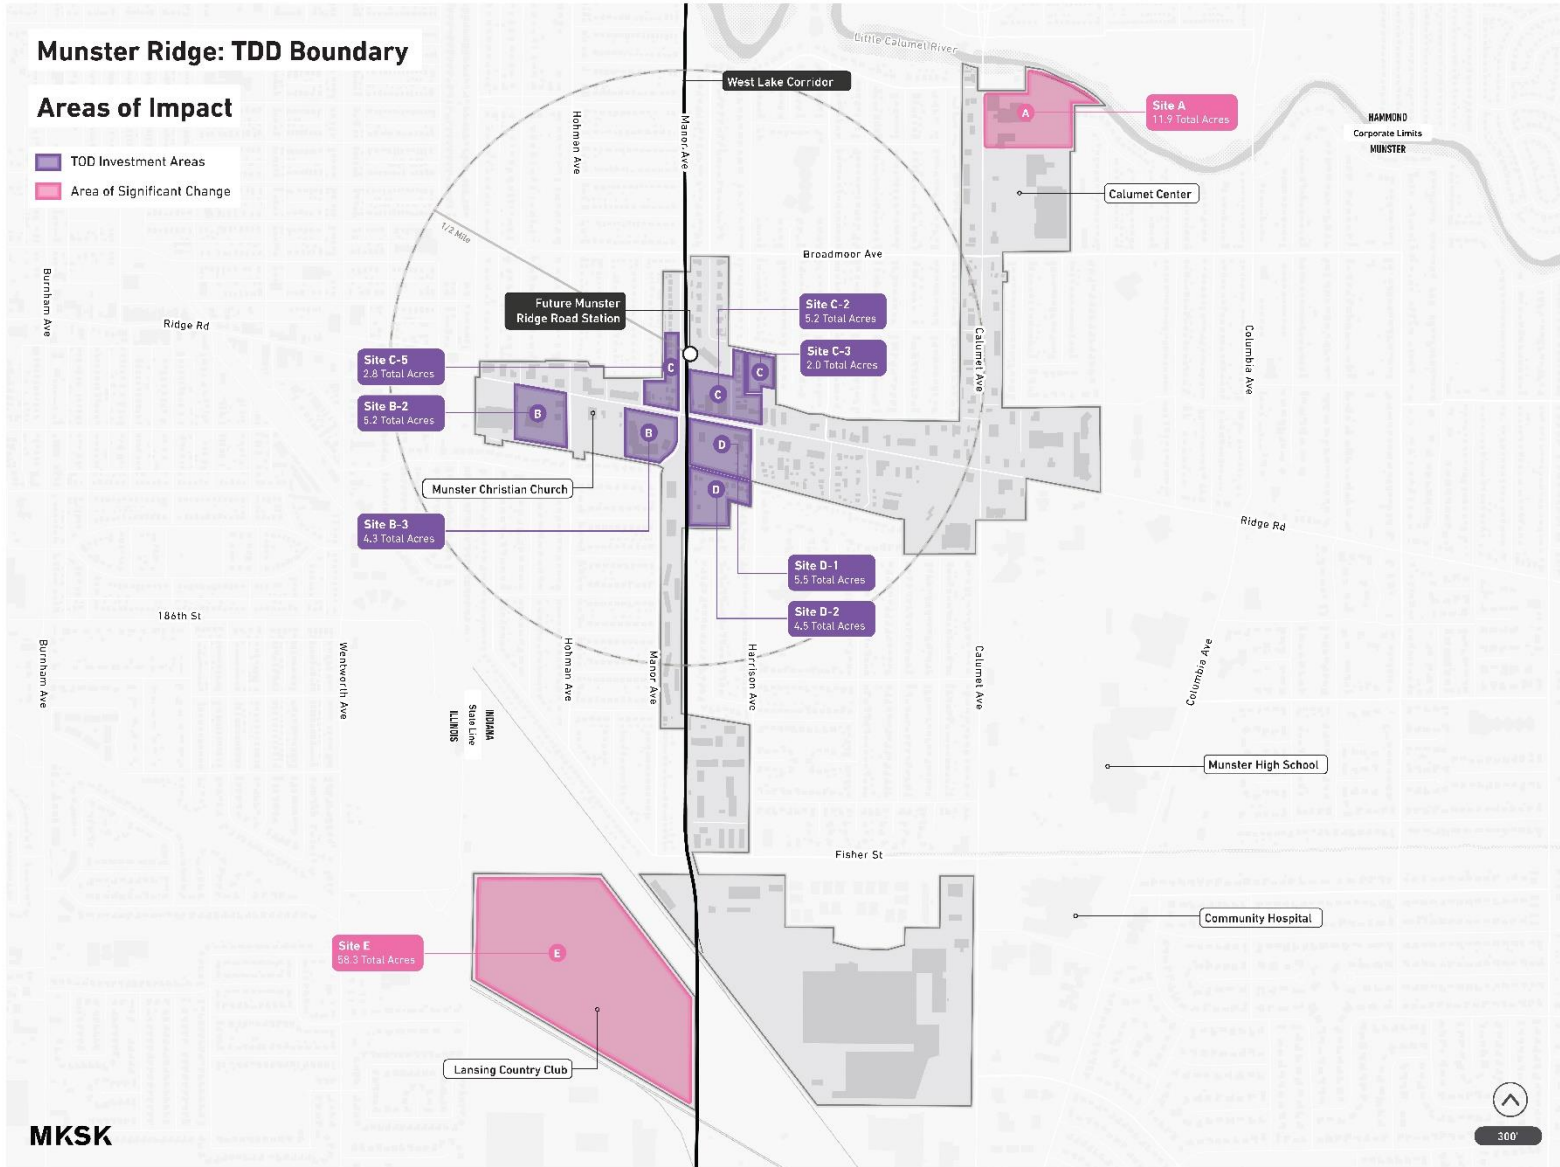 Munster Ridge: TDD Boundary
Areas of Impact
TOD Investment Areas
Area of Significant Change
Little Calumet River
West Lake Corridor
Site A
11.9 Total Acres
A
HAMMOND
Corporate Limits
MUNSTER
Hohman Ave
Manor Ave
Calumet Center
1/2 Mile
Broadmoor Ave
Burnham Ave
Ridge Rd
Future Munster
Ridge Road Station
Site C-2
5.2 Total Acres
Site C-3
2.0 Total Acres
Calumet Ave
Columbia Ave
Site C-5
2.8 Total Acres
C
C
C
Site B-2
5.2 Total Acres
B
B
D
D
Munster Christian Church
Site B-3
4.3 Total Acres
Ridge Rd
Site D-1
5.5 Total Acres
Site D-2
4.5 Total Acres
186th St
Burnham Ave
Wentworth Ave
Hohman Ave
Manor Ave
Harrison Ave
Calumet Ave
Columbia Ave
INDIANA
State Line
ILLINOIS
Munster High School
Fisher St
Community Hospital
Site E
58.3 Total Acres
E
Lansing Country Club
MKSK
300'